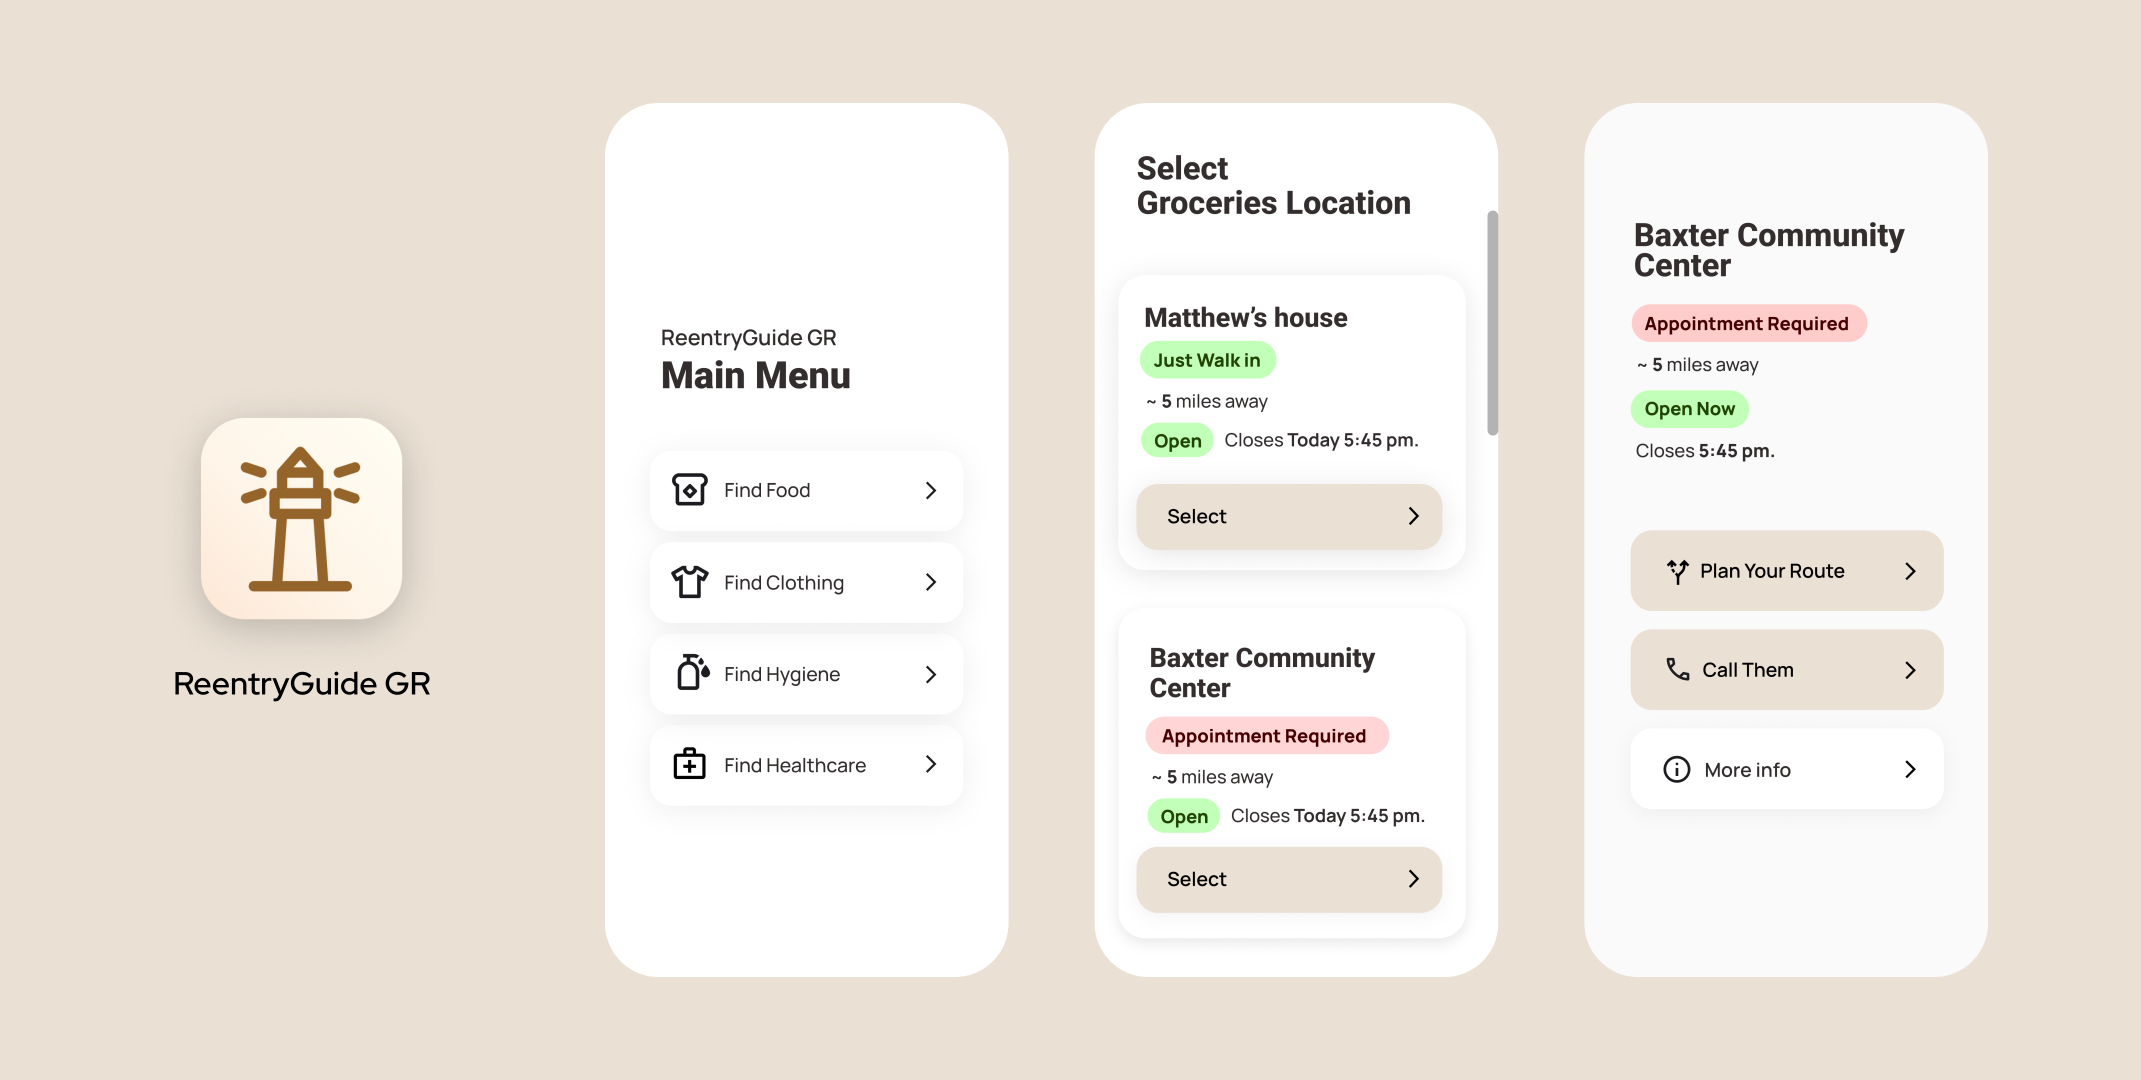 ReentryGuide GR
ReentryGuide GR
Main Menu
Find Food
Find Clothing
Find Hygiene
Find Healthcare
Select
Groceries Location
Matthew’s house
Just Walk in
~ 5 miles away
Open Closes Today 5:45 pm.
Select
Baxter Community
Center
Appointment Required
~ 5 miles away
Open Closes Today 5:45 pm.
Select
Baxter Community
Center
Appointment Required
~ 5 miles away
Open Now
Closes 5:45 pm.
Plan Your Route
Call Them
More info